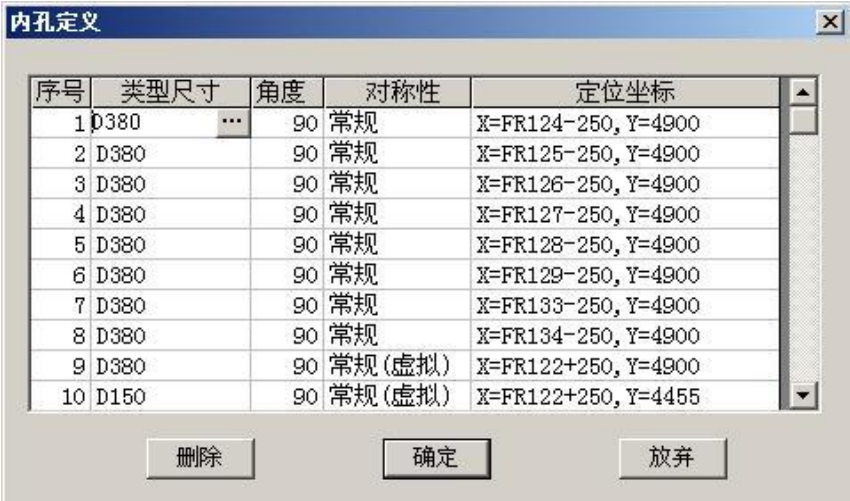 内孔定义
序号 类型尺寸 角度 对称性 定位坐标
1 D380 ... 90 常规 X=FR124-250,Y=4900
2 D380 90 常规 X=FR125-250,Y=4900
3 D380 90 常规 X=FR126-250,Y=4900
4 D380 90 常规 X=FR127-250,Y=4900
5 D380 90 常规 X=FR128-250,Y=4900
6 D380 90 常规 X=FR129-250,Y=4900
7 D380 90 常规 X=FR133-250,Y=4900
8 D380 90 常规 X=FR134-250,Y=4900
9 D380 90 常规(虚拟) X=FR122+250,Y=4900
10 D150 90 常规(虚拟) X=FR122+250,Y=4455
删除 确定 放弃